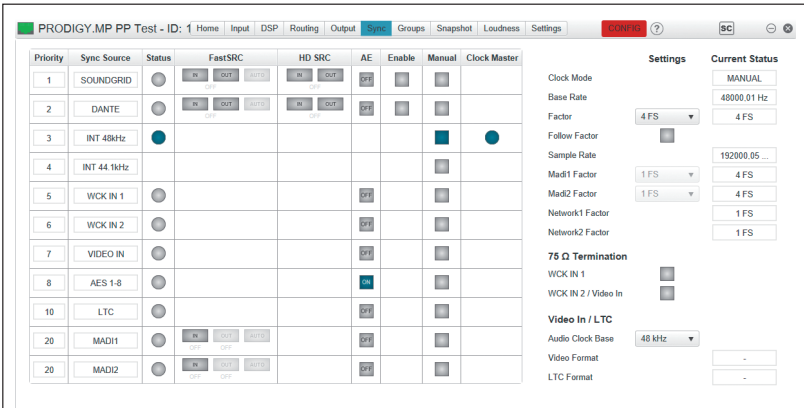 PRODIGY.MP PP Test - ID: 1 Home Input DSP Routing Output Sync Groups Snapshot Loudness Settings CONFIG ? SC
Priority Sync Source Status FastSRC HD SRC AE Enable Manual Clock Master
1 SOUNDGRID IN OUT AUTO IN OUT OFF
OFF OFF
2 DANTE IN OUT AUTO IN OUT OFF
OFF OFF
3 INT 48kHz
4 INT 44.1kHz
5 WCK IN 1 OFF
6 WCK IN 2 OFF
7 VIDEO IN OFF
8 AES 1-8 ON
10 LTC OFF
20 MADI1 IN OUT AUTO OFF
OFF OFF
20 MADI2 IN OUT AUTO OFF
OFF OFF
Settings Current Status
Clock Mode MANUAL
Base Rate 48000,01 Hz
Factor 4 FS 4 FS
Follow Factor
Sample Rate 192000,05 ...
Madi1 Factor 1 FS 4 FS
Madi2 Factor 1 FS 4 FS
Network1 Factor 1 FS
Network2 Factor 1 FS
75 Ω Termination
WCK IN 1
WCK IN 2 / Video In
Video In / LTC
Audio Clock Base 48 kHz
Video Format -
LTC Format -